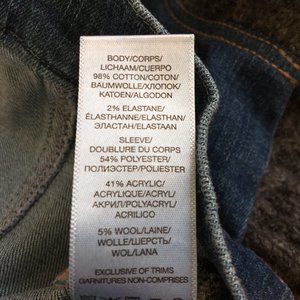 BODY/CORPS/
LICHAAM/CUERPO
98% COTTON/COTON/
BAUMWOLLE/ХЛОПОК/
KATOEN/ALGODON
2% ELASTANE/
ÉLASTHANNE/ELASTHAN/
ЭЛАСТАН/ELASTAAN
SLEEVE/
DOUBLURE DU CORPS
54% POLYESTER/
ПОЛИЭСТЕР/POLIESTER
41% ACRYLIC/
ACRYLIQUE/ACRYL/
АКРИЛ/POLYACRYL/
ACRILICO
5% WOOL/LAINE/
WOLLE/ШЕРСТЬ/
WOL/LANA
EXCLUSIVE OF TRIMS
GARNITURES NON-COMPRISES